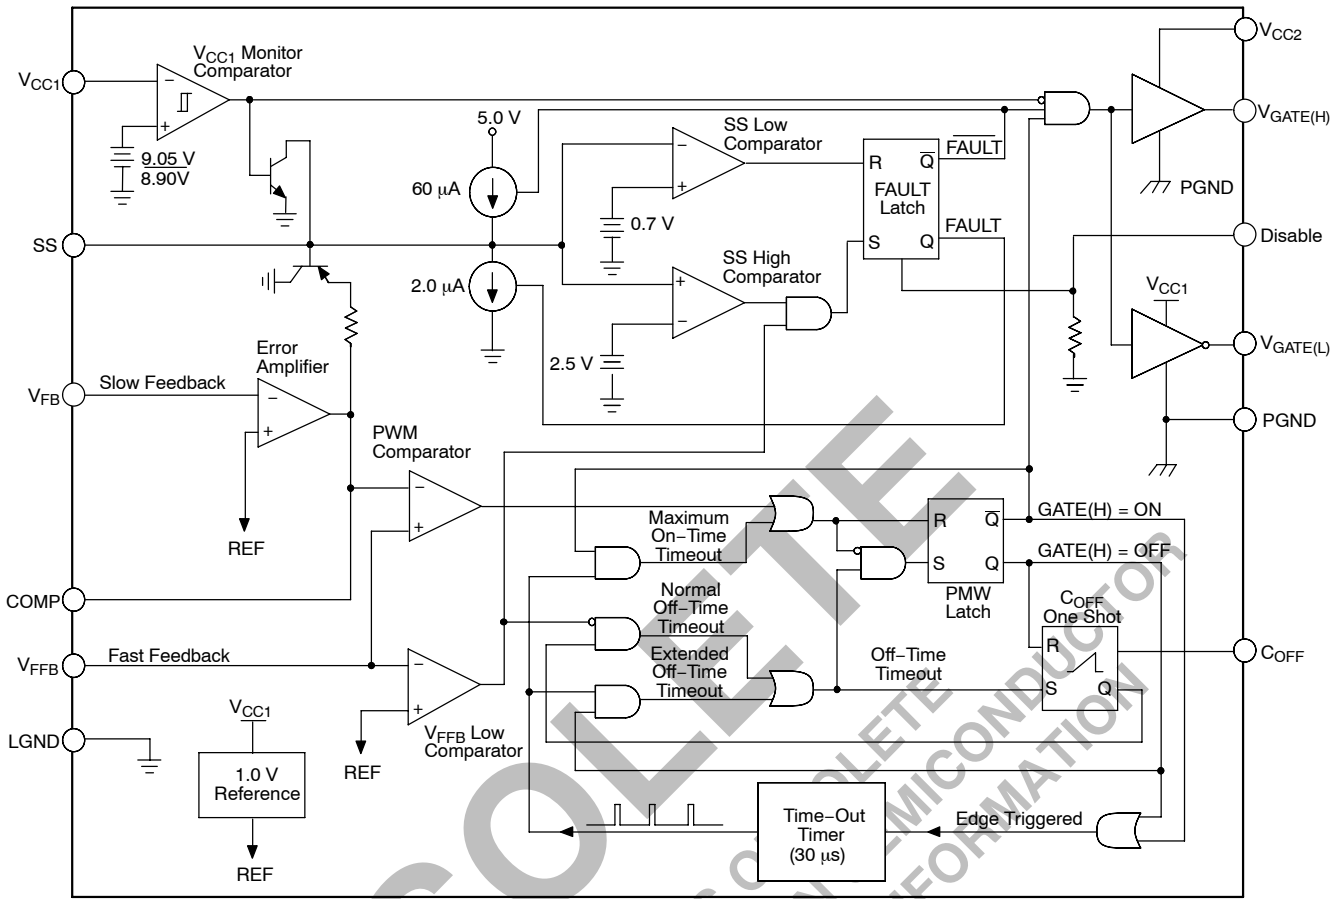 VCC1
VCC1 Monitor
Comparator
−
+
9.05 V
8.90V
5.0 V
60 μA
2.0 μA
SS
SS Low
Comparator
−
+
0.7 V
SS High
Comparator
+
−
2.5 V
R
Q̅
FAULT
Latch
S
Q
F̅A̅U̅L̅T̅
FAULT
VCC2
VGATE(H)
PGND
Disable
VCC1
VGATE(L)
PGND
Error
Amplifier
VFB
Slow Feedback
−
+
REF
PWM
Comparator
−
+
COMP
VFFB
Fast Feedback
−
+
VFFB Low
Comparator
REF
LGND
VCC1
1.0 V
Reference
REF
Maximum
On−Time
Timeout
Normal
Off−Time
Timeout
Extended
Off−Time
Timeout
R
Q̅
S
Q
PMW
Latch
GATE(H) = ON
GATE(H) = OFF
COFF
One Shot
R
S
Q
Off−Time
Timeout
COFF
Time−Out
Timer
(30 μs)
Edge Triggered
OLETE
OLETE
SEMICONDUCTOR
INFORMATION